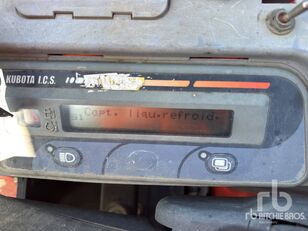 KUBOTA I.C.S.
Capt. liqu.refroid.
rb
ritchie bros